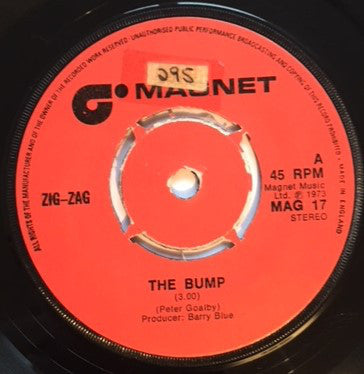 ALL RIGHTS OF THE MANUFACTURER AND OF THE OWNER OF THE RECORDED WORK RESERVED · UNAUTHORISED PUBLIC PERFORMANCE BROADCASTING AND COPYING OF THIS RECORD PROHIBITED · MADE IN ENGLAND
295
MAGNET
A
45 RPM
Magnet Music
Ltd. ℗ 1973
MAG 17
STEREO
ZIG-ZAG
THE BUMP
(3.00)
(Peter Goalby)
Producer: Barry Blue